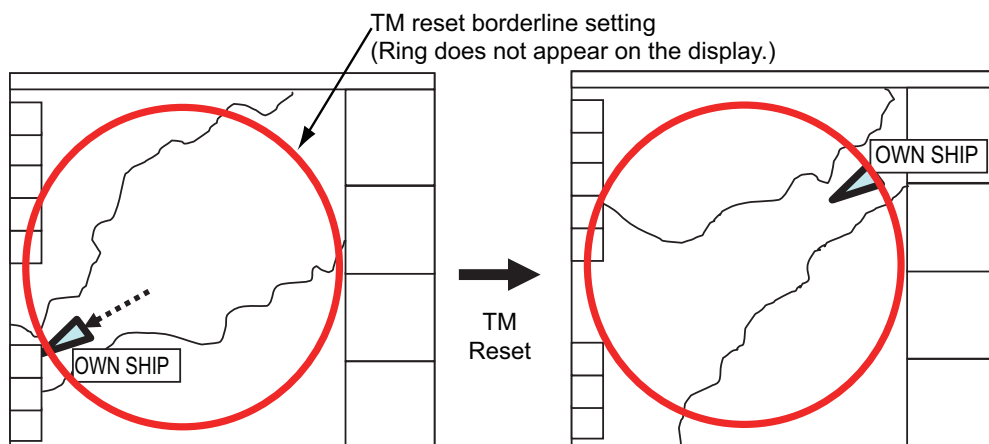 TM reset borderline setting
(Ring does not appear on the display.)
OWN SHIP
TM
Reset
OWN SHIP